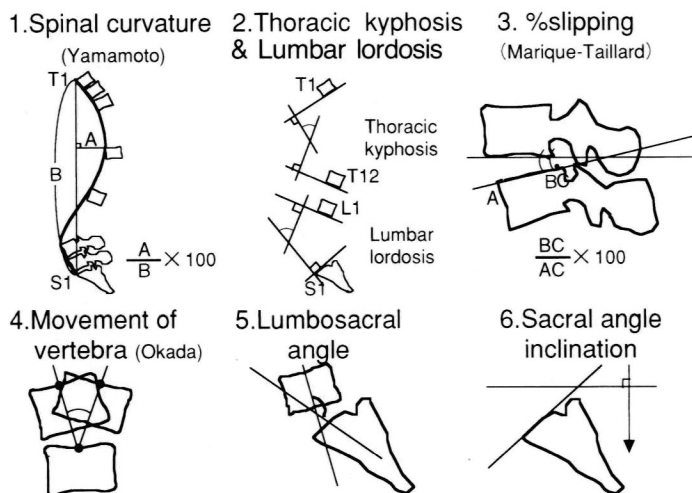 1.Spinal curvature
(Yamamoto)
T1
A
B
S1
A
B
× 100
2.Thoracic kyphosis
& Lumbar lordosis
T1
Thoracic
kyphosis
T12
L1
Lumbar
lordosis
S1
3. %slipping
(Marique-Taillard)
BC
A
BC
AC
× 100
4.Movement of
vertebra (Okada)
5.Lumbosacral
angle
6.Sacral angle
inclination